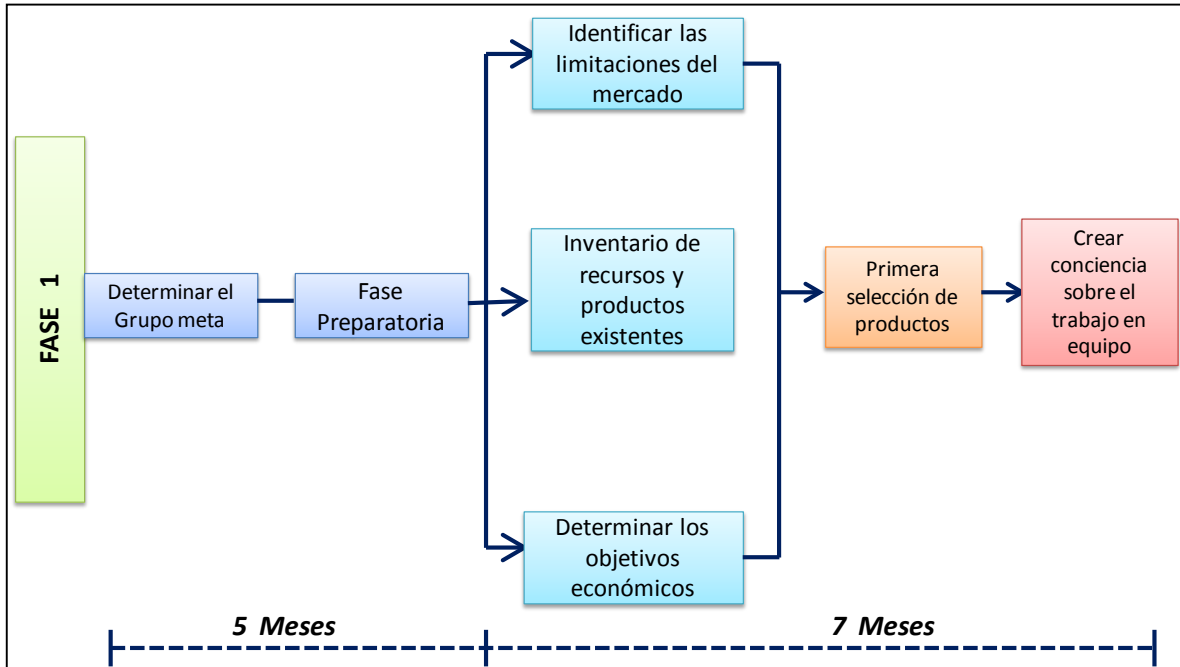 FASE 1
Determinar el
Grupo meta
Fase
Preparatoria
Identificar las
limitaciones del
mercado
Inventario de
recursos y
productos
existentes
Determinar los
objetivos
económicos
Primera
selección de
productos
Crear
conciencia
sobre el
trabajo en
equipo
5 Meses
7 Meses